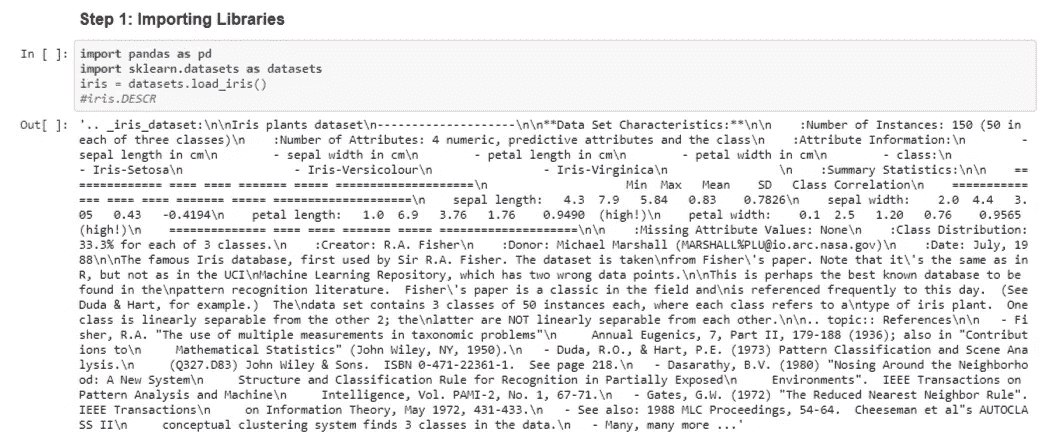 Step 1: Importing Libraries
In [ ]: import pandas as pd
import sklearn.datasets as datasets
iris = datasets.load_iris()
#iris.DESCR
Out[ ]: '.. _iris_dataset:\n\nIris plants dataset\n--------------------\n\n**Data Set Characteristics:**\n\n    :Number of Instances: 150 (50 in
each of three classes)\n    :Number of Attributes: 4 numeric, predictive attributes and the class\n    :Attribute Information:\n        -
sepal length in cm\n        - sepal width in cm\n        - petal length in cm\n        - petal width in cm\n        - class:\n
- Iris-Setosa\n                - Iris-Versicolour\n                - Iris-Virginica\n                \n    :Summary Statistics:\n\n    ==
============ ==== ==== ======= ===== ====================\n                    Min  Max   Mean    SD   Class Correlation\n    ===========
=== ==== ==== ======= ===== ====================\n    sepal length:   4.3  7.9   5.84   0.83    0.7826\n    sepal width:    2.0  4.4   3.
05   0.43   -0.4194\n    petal length:   1.0  6.9   3.76   1.76    0.9490  (high!)\n    petal width:    0.1  2.5   1.20   0.76    0.9565
(high!)\n    ============== ==== ==== ======= ===== ====================\n\n    :Missing Attribute Values: None\n    :Class Distribution:
33.3% for each of 3 classes.\n    :Creator: R.A. Fisher\n    :Donor: Michael Marshall (MARSHALL%PLU@io.arc.nasa.gov)\n    :Date: July, 19
88\n\nThe famous Iris database, first used by Sir R.A. Fisher. The dataset is taken\nfrom Fisher\'s paper. Note that it\'s the same as in
R, but not as in the UCI\nMachine Learning Repository, which has two wrong data points.\n\nThis is perhaps the best known database to be
found in the\npattern recognition literature.  Fisher\'s paper is a classic in the field and\nis referenced frequently to this day.  (See
Duda & Hart, for example.)  The\ndata set contains 3 classes of 50 instances each, where each class refers to a\ntype of iris plant.  One
class is linearly separable from the other 2; the\nlatter are NOT linearly separable from each other.\n\n.. topic:: References\n\n   - Fi
sher, R.A. "The use of multiple measurements in taxonomic problems"\n     Annual Eugenics, 7, Part II, 179-188 (1936); also in "Contribut
ions to\n     Mathematical Statistics" (John Wiley, NY, 1950).\n   - Duda, R.O., & Hart, P.E. (1973) Pattern Classification and Scene Ana
lysis.\n     (Q327.D83) John Wiley & Sons.  ISBN 0-471-22361-1.  See page 218.\n   - Dasarathy, B.V. (1980) "Nosing Around the Neighborho
od: A New System\n     Structure and Classification Rule for Recognition in Partially Exposed\n     Environments".  IEEE Transactions on
Pattern Analysis and Machine\n     Intelligence, Vol. PAMI-2, No. 1, 67-71.\n   - Gates, G.W. (1972) "The Reduced Nearest Neighbor Rule".
IEEE Transactions\n     on Information Theory, May 1972, 431-433.\n   - See also: 1988 MLC Proceedings, 54-64.  Cheeseman et al"s AUTOCLA
SS II\n     conceptual clustering system finds 3 classes in the data.\n   - Many, many more ...'